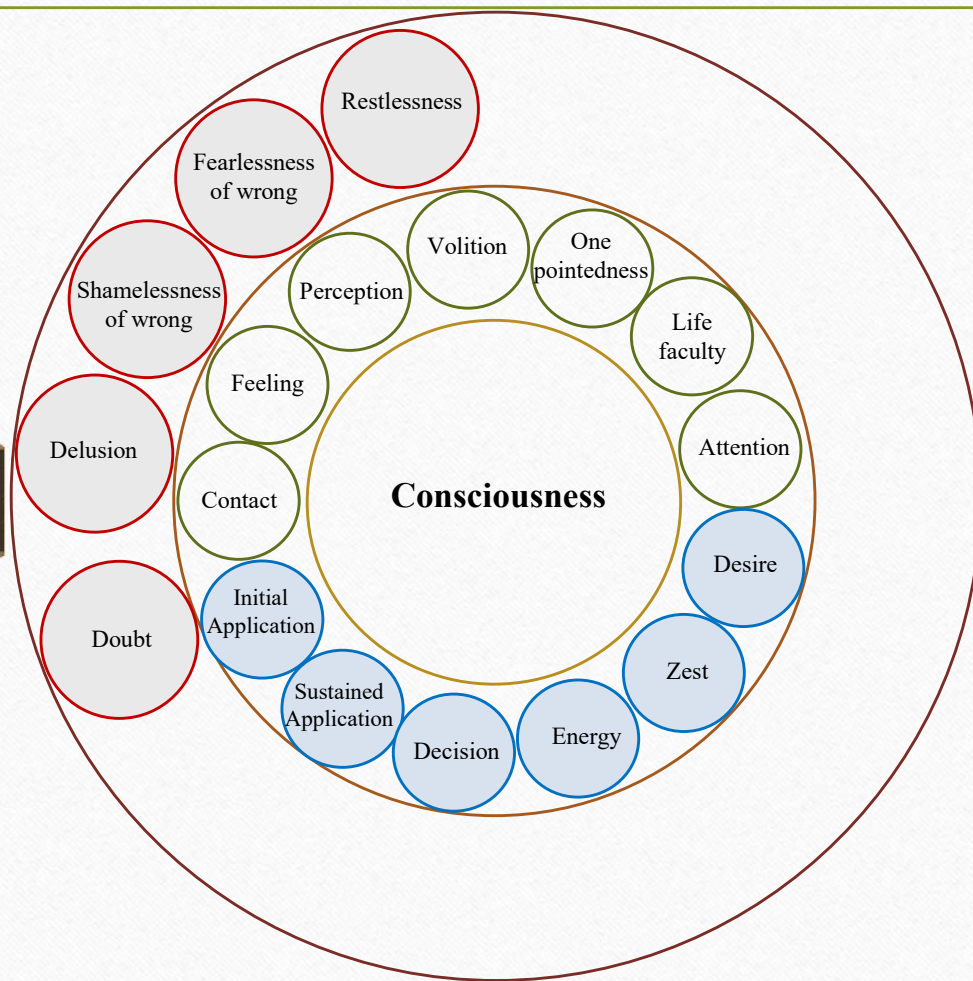 Restlessness
Fearlessness
of wrong
Shamelessness
of wrong
Delusion
Doubt
Volition
One
pointedness
Perception
Life
faculty
Feeling
Attention
Contact
Consciousness
Desire
Initial
Application
Zest
Sustained
Application
Energy
Decision